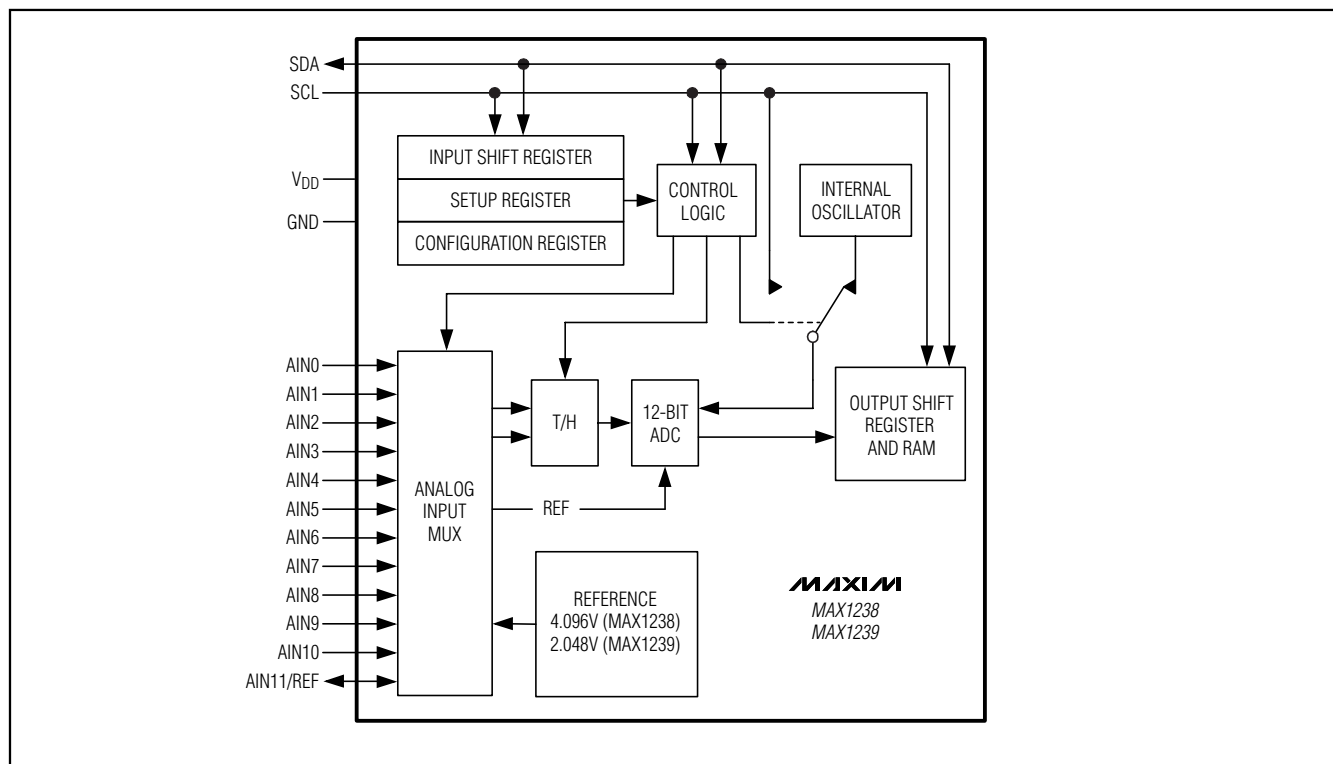 SDA
SCL
VDD
GND
INPUT SHIFT REGISTER
SETUP REGISTER
CONFIGURATION REGISTER
CONTROL
LOGIC
INTERNAL
OSCILLATOR
AIN0
AIN1
AIN2
AIN3
AIN4
AIN5
AIN6
AIN7
AIN8
AIN9
AIN10
AIN11/REF
ANALOG
INPUT
MUX
T/H
12-BIT
ADC
REF
OUTPUT SHIFT
REGISTER
AND RAM
REFERENCE
4.096V (MAX1238)
2.048V (MAX1239)
MAXIM
MAX1238
MAX1239